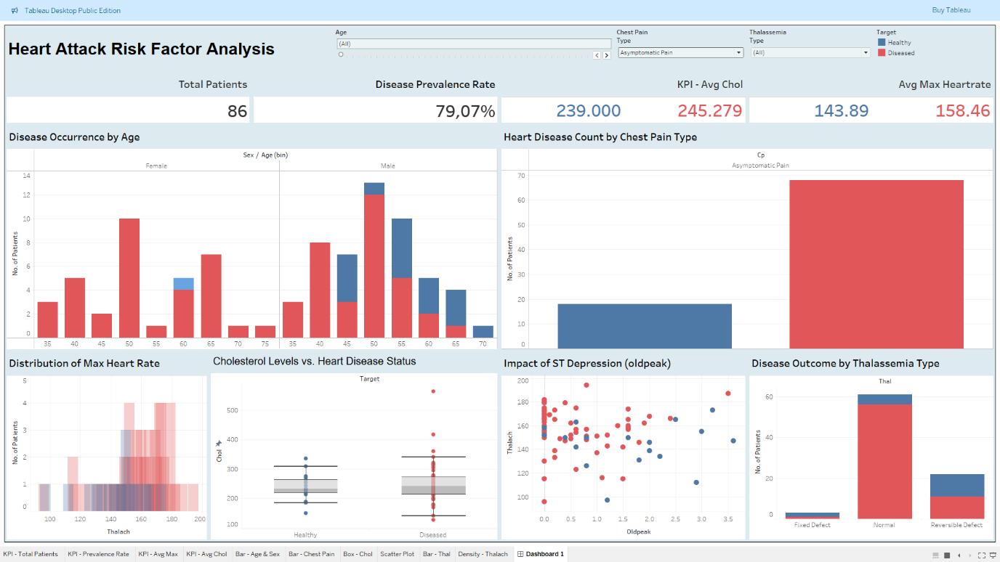 Tableau Desktop Public Edition
Buy Tableau
Heart Attack Risk Factor Analysis
Age
(All)
Chest Pain
Type
Asymptomatic Pain
Thalassemia
Type
(All)
Target
Healthy
Diseased
Total Patients
86
Disease Prevalence Rate
79,07%
KPI - Avg Chol
239.000 245.279
Avg Max Heartrate
143.89 158.46
Disease Occurrence by Age
Sex / Age (bin)
Female Male
No. of Patients
14
12
10
8
6
4
2
0
35 40 45 50 55 60 65 70 75 35 40 45 50 55 60 65 70
Heart Disease Count by Chest Pain Type
Cp
Asymptomatic Pain
No. of Patients
70
60
50
40
30
20
10
0
Distribution of Max Heart Rate
No. of Patients
5
4
3
2
1
0
100 120 140 160 180 200
Thalach
Cholesterol Levels vs. Heart Disease Status
Target
Chol
500
400
300
200
100
Healthy Diseased
Impact of ST Depression (oldpeak)
Thalach
200
180
160
140
120
100
0.0 0.5 1.0 1.5 2.0 2.5 3.0 3.5
Oldpeak
Disease Outcome by Thalassemia Type
Thal
No. of Patients
60
40
20
0
Fixed Defect Normal Reversible Defect
KPI - Total Patients KPI - Prevalence Rate KPI - Avg Max KPI - Avg Chol Bar - Age & Sex Bar - Chest Pain Box - Chol Scatter Plot Bar - Thal Density - Thalach Dashboard 1